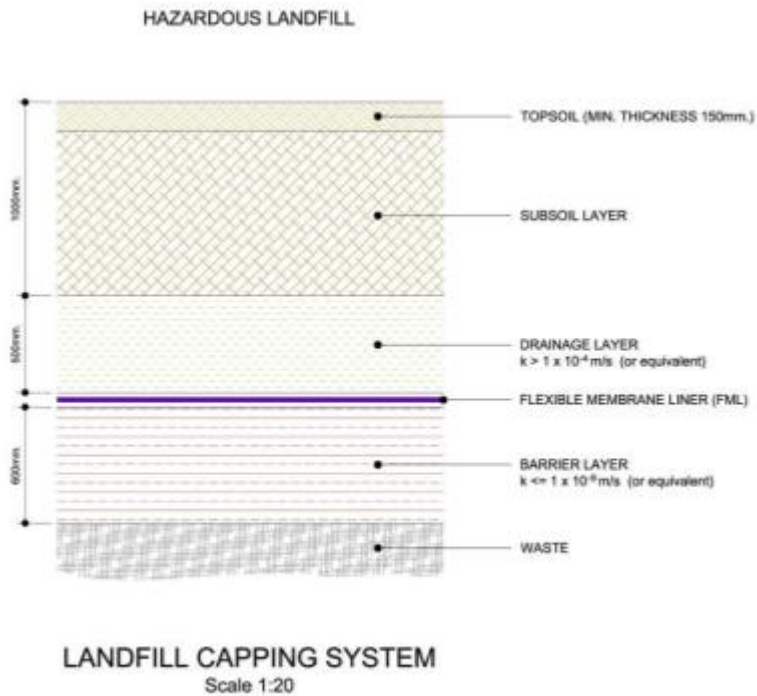 HAZARDOUS LANDFILL
TOPSOIL (MIN. THICKNESS 150mm.)
1000mm.
SUBSOIL LAYER
500mm.
DRAINAGE LAYER
k > 1 x 10⁻⁴ m/s (or equivalent)
FLEXIBLE MEMBRANE LINER (FML)
600mm.
BARRIER LAYER
k <= 1 x 10⁻⁹ m/s (or equivalent)
WASTE
LANDFILL CAPPING SYSTEM
Scale 1:20